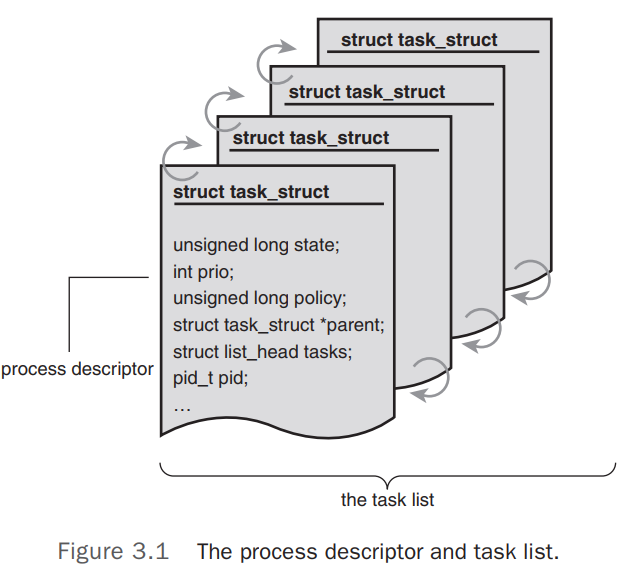 struct task_struct
struct task_struct
struct task_struct
struct task_struct
unsigned long state;
int prio;
unsigned long policy;
struct task_struct *parent;
struct list_head tasks;
pid_t pid;
...
process descriptor
the task list
Figure 3.1 The process descriptor and task list.